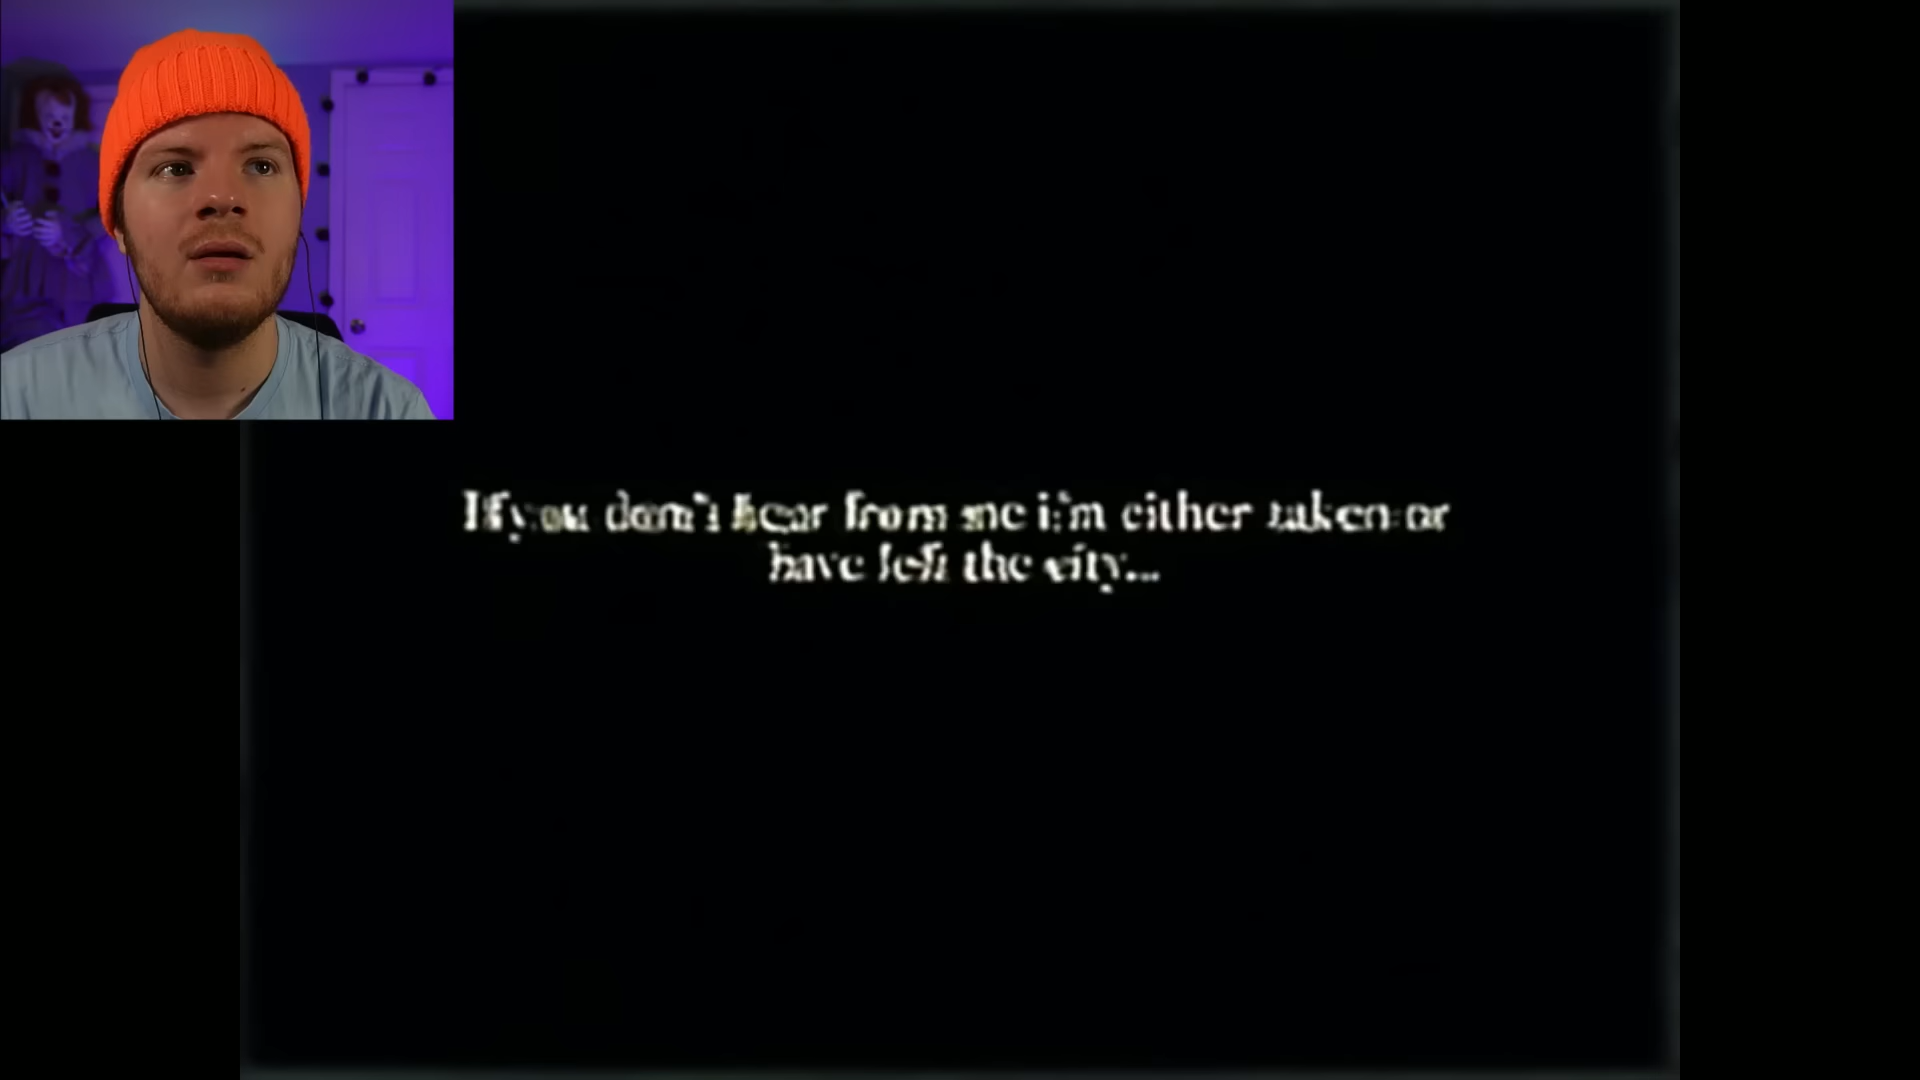 If you don't hear from me i'm either taken or
have left the city...